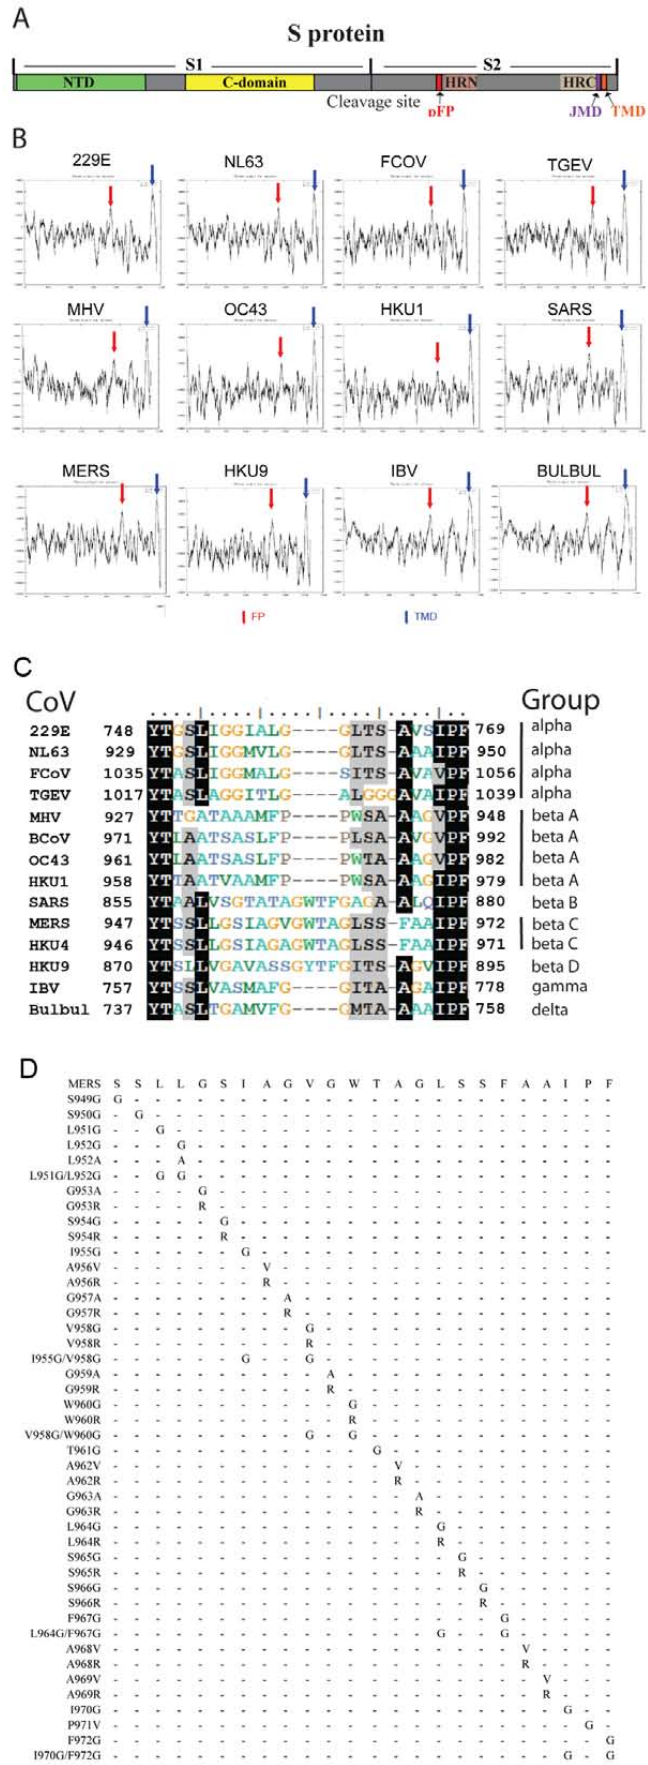 A
S protein
S1 S2
NTD C-domain HRN HRC
Cleavage site pFP JMD TMD
B
229E NL63 FCOV TGEV
MHV OC43 HKU1 SARS
MERS HKU9 IBV BULBUL
FP TMD
C
CoV Group
229E 748 YTGSLIGGIALG----GLTS-AVSIPF 769 alpha
NL63 929 YTGSLIGGMVLG----GLTS-AAAIPF 950 alpha
FCoV 1035 YTASLIGGMALG----SITS-AVAVPF 1056 alpha
TGEV 1017 YTASLAGGITLG----ALGGGAVAIPF 1039 alpha
MHV 927 YTTGATAAAMFP----PWSA-AAGVPF 948 beta A
BCoV 971 YTLAATSASLFP----PWSA-AAGVPF 992 beta A
OC43 961 YTLAATSASLFP----PLTA-AAGVPF 982 beta A
HKU1 958 YTTAATVAAMFP----PWSA-AAGIPF 979 beta A
SARS 855 YTAALVSGTATAGWTFGAGA-ALQIPF 880 beta B
MERS 947 YTSSLLGSIAGVGWTAGLSS-FAAIPF 972 beta C
HKU4 946 YTSSLLGSIAGAGWTAGLSS-FAAIPF 971 beta C
HKU9 870 YTSLLVGAVASSGYTFGITS-AGVIPF 895 beta D
IBV 757 YTSSLVASMAFG----GITA-AGAIPF 778 gamma
Bulbul 737 YTASLTGAMVFG----GMTA-AAAIPF 758 delta
D
MERS S S L L G S I A G V G W T A G L S S F A A I P F
S949G G - - - - - - - - - - - - - - - - - - - - - - -
S950G - G - - - - - - - - - - - - - - - - - - - - - -
L951G - - G - - - - - - - - - - - - - - - - - - - - -
L952G - - - G - - - - - - - - - - - - - - - - - - - -
L952A - - - A - - - - - - - - - - - - - - - - - - - -
L951G/L952G - - G G - - - - - - - - - - - - - - - - - - - -
G953A - - - - G - - - - - - - - - - - - - - - - - - -
G953R - - - - R - - - - - - - - - - - - - - - - - - -
S954G - - - - - G - - - - - - - - - - - - - - - - - -
S954R - - - - - R - - - - - - - - - - - - - - - - - -
I955G - - - - - - G - - - - - - - - - - - - - - - - -
A956V - - - - - - - V - - - - - - - - - - - - - - - -
A956R - - - - - - - R - - - - - - - - - - - - - - - -
G957A - - - - - - - - A - - - - - - - - - - - - - - -
G957R - - - - - - - - R - - - - - - - - - - - - - - -
V958G - - - - - - - - - G - - - - - - - - - - - - - -
V958R - - - - - - - - - R - - - - - - - - - - - - - -
I955G/V958G - - - - - - G - - G - - - - - - - - - - - - - -
G959A - - - - - - - - - - A - - - - - - - - - - - - -
G959R - - - - - - - - - - R - - - - - - - - - - - - -
W960G - - - - - - - - - - - G - - - - - - - - - - - -
W960R - - - - - - - - - - - R - - - - - - - - - - - -
V958G/W960G - - - - - - - - - G - G - - - - - - - - - - - -
T961G - - - - - - - - - - - - G - - - - - - - - - - -
A962V - - - - - - - - - - - - - V - - - - - - - - - -
A962R - - - - - - - - - - - - - R - - - - - - - - - -
G963A - - - - - - - - - - - - - - A - - - - - - - - -
G963R - - - - - - - - - - - - - - R - - - - - - - - -
L964G - - - - - - - - - - - - - - - G - - - - - - - -
L964R - - - - - - - - - - - - - - - R - - - - - - - -
S965G - - - - - - - - - - - - - - - - G - - - - - - -
S965R - - - - - - - - - - - - - - - - R - - - - - - -
S966G - - - - - - - - - - - - - - - - - G - - - - - -
S966R - - - - - - - - - - - - - - - - - R - - - - - -
F967G - - - - - - - - - - - - - - - - - - G - - - - -
L964G/F967G - - - - - - - - - - - - - - - G - - G - - - - -
A968V - - - - - - - - - - - - - - - - - - - V - - - -
A968R - - - - - - - - - - - - - - - - - - - R - - - -
A969V - - - - - - - - - - - - - - - - - - - - V - - -
A969R - - - - - - - - - - - - - - - - - - - - R - - -
I970G - - - - - - - - - - - - - - - - - - - - - G - -
P971V - - - - - - - - - - - - - - - - - - - - - - G -
F972G - - - - - - - - - - - - - - - - - - - - - - - G
I970G/F972G - - - - - - - - - - - - - - - - - - - - - G - G